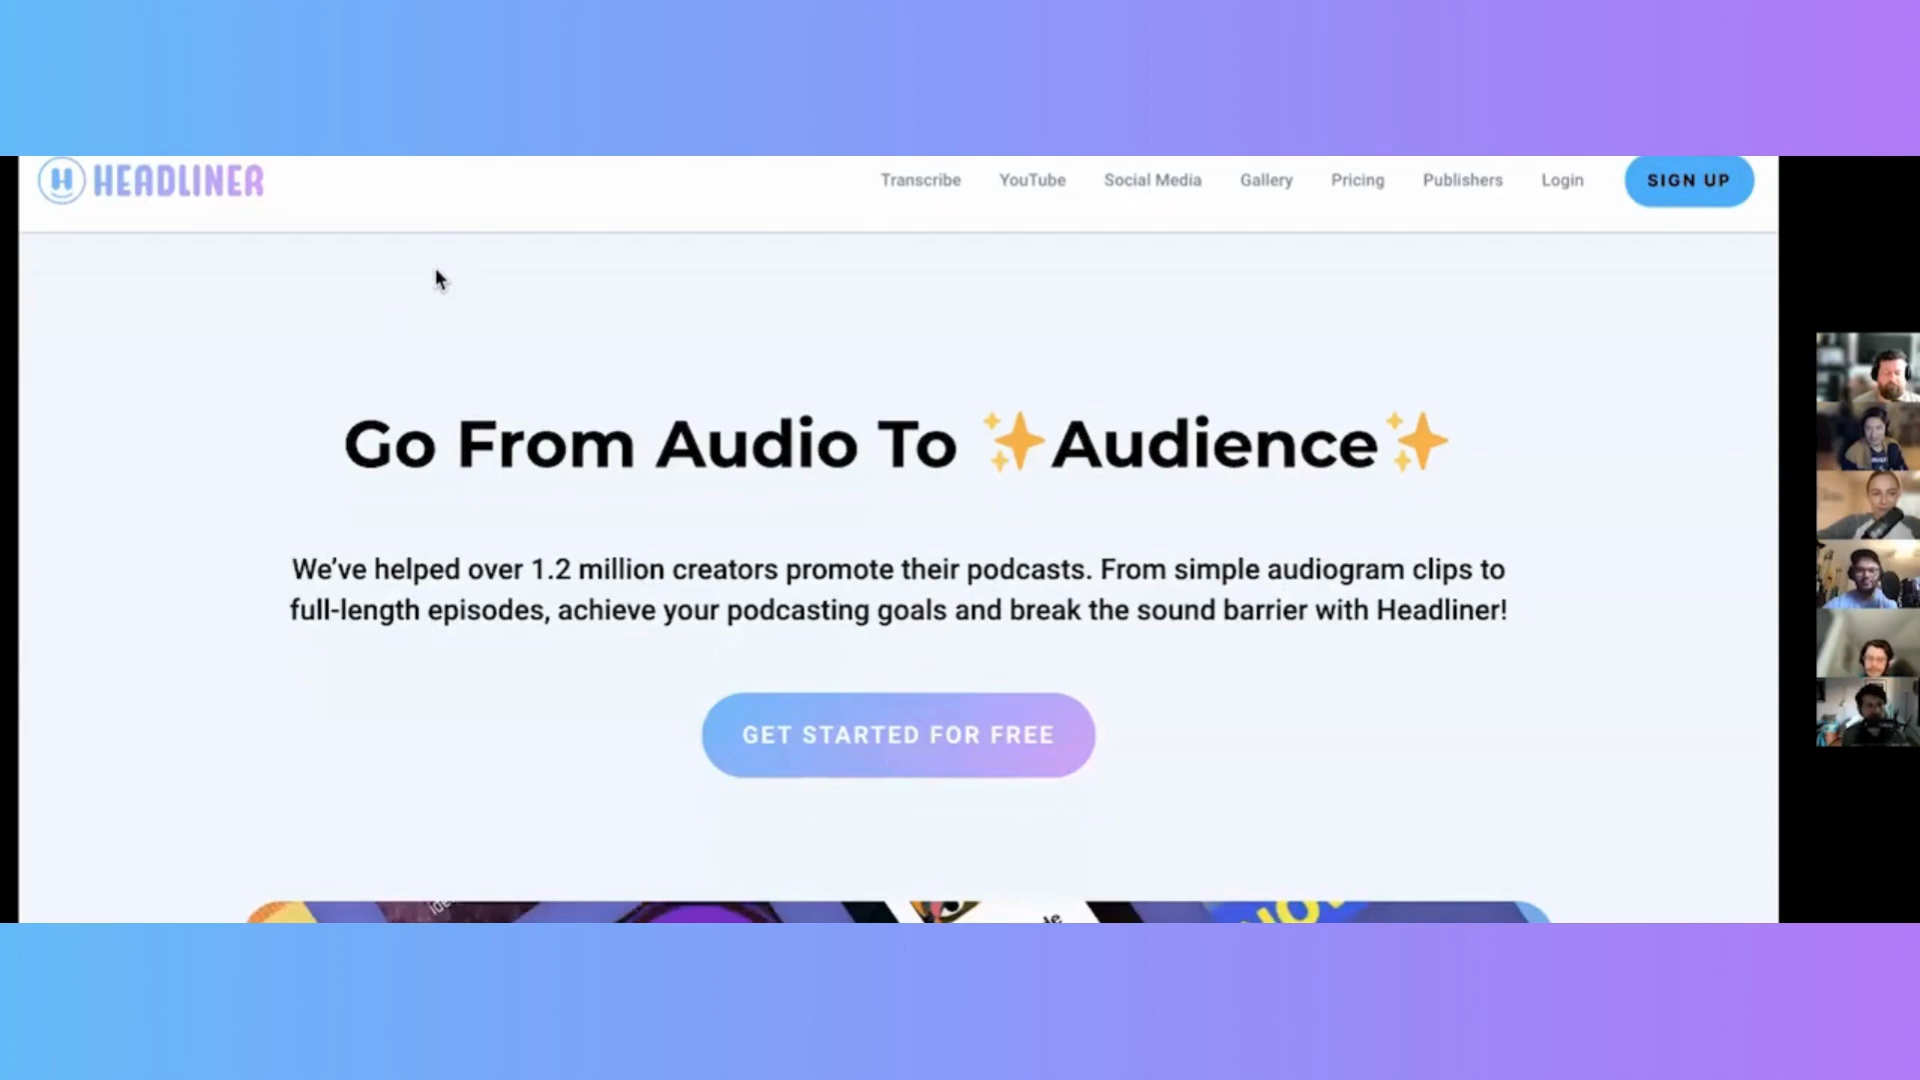 HEADLINER
Transcribe YouTube Social Media Gallery Pricing Publishers Login SIGN UP
Go From Audio To ✨Audience✨
We've helped over 1.2 million creators promote their podcasts. From simple audiogram clips to
full-length episodes, achieve your podcasting goals and break the sound barrier with Headliner!
GET STARTED FOR FREE